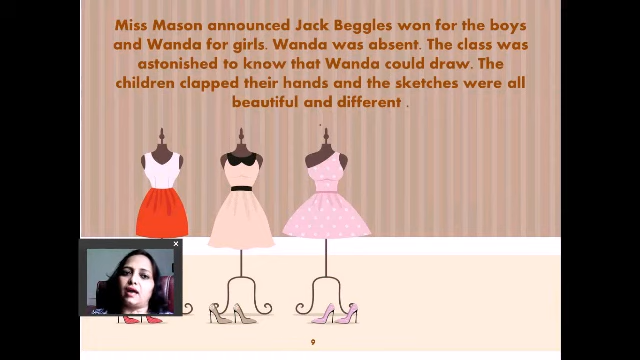 Miss Mason announced Jack Beggles won for the boys
and Wanda for girls. Wanda was absent. The class was
astonished to know that Wanda could draw. The
children clapped their hands and the sketches were all
beautiful and different .
9